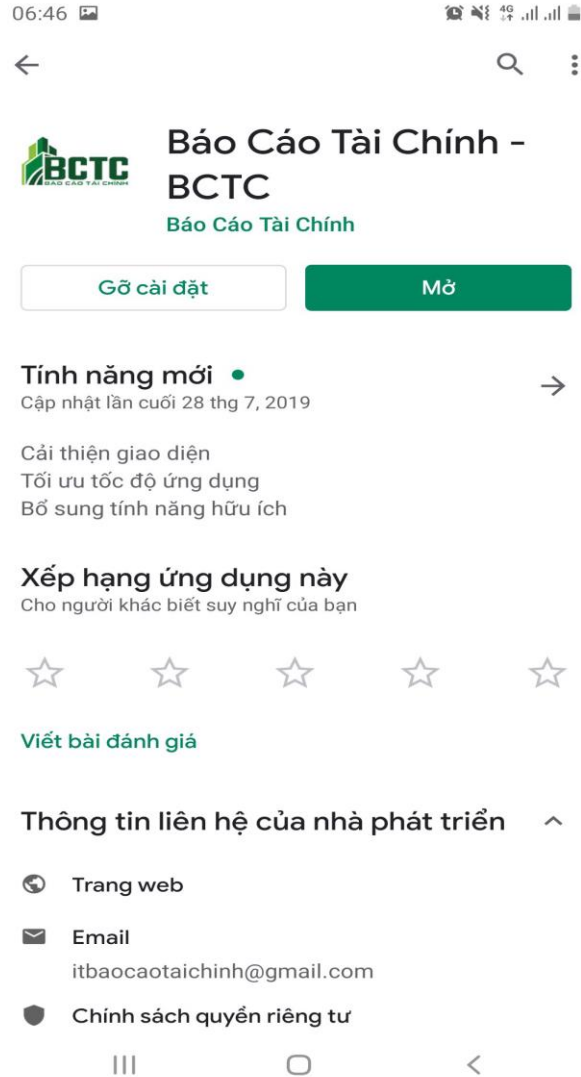 06:46
4G
Báo Cáo Tài Chính -
BCTC
BCTC
BÁO CÁO TÀI CHÍNH
Báo Cáo Tài Chính
Gỡ cài đặt
Mở
Tính năng mới
Cập nhật lần cuối 28 thg 7, 2019
Cải thiện giao diện
Tối ưu tốc độ ứng dụng
Bổ sung tính năng hữu ích
Xếp hạng ứng dụng này
Cho người khác biết suy nghĩ của bạn
Viết bài đánh giá
Thông tin liên hệ của nhà phát triển
Trang web
Email
itbaocaotaichinh@gmail.com
Chính sách quyền riêng tư